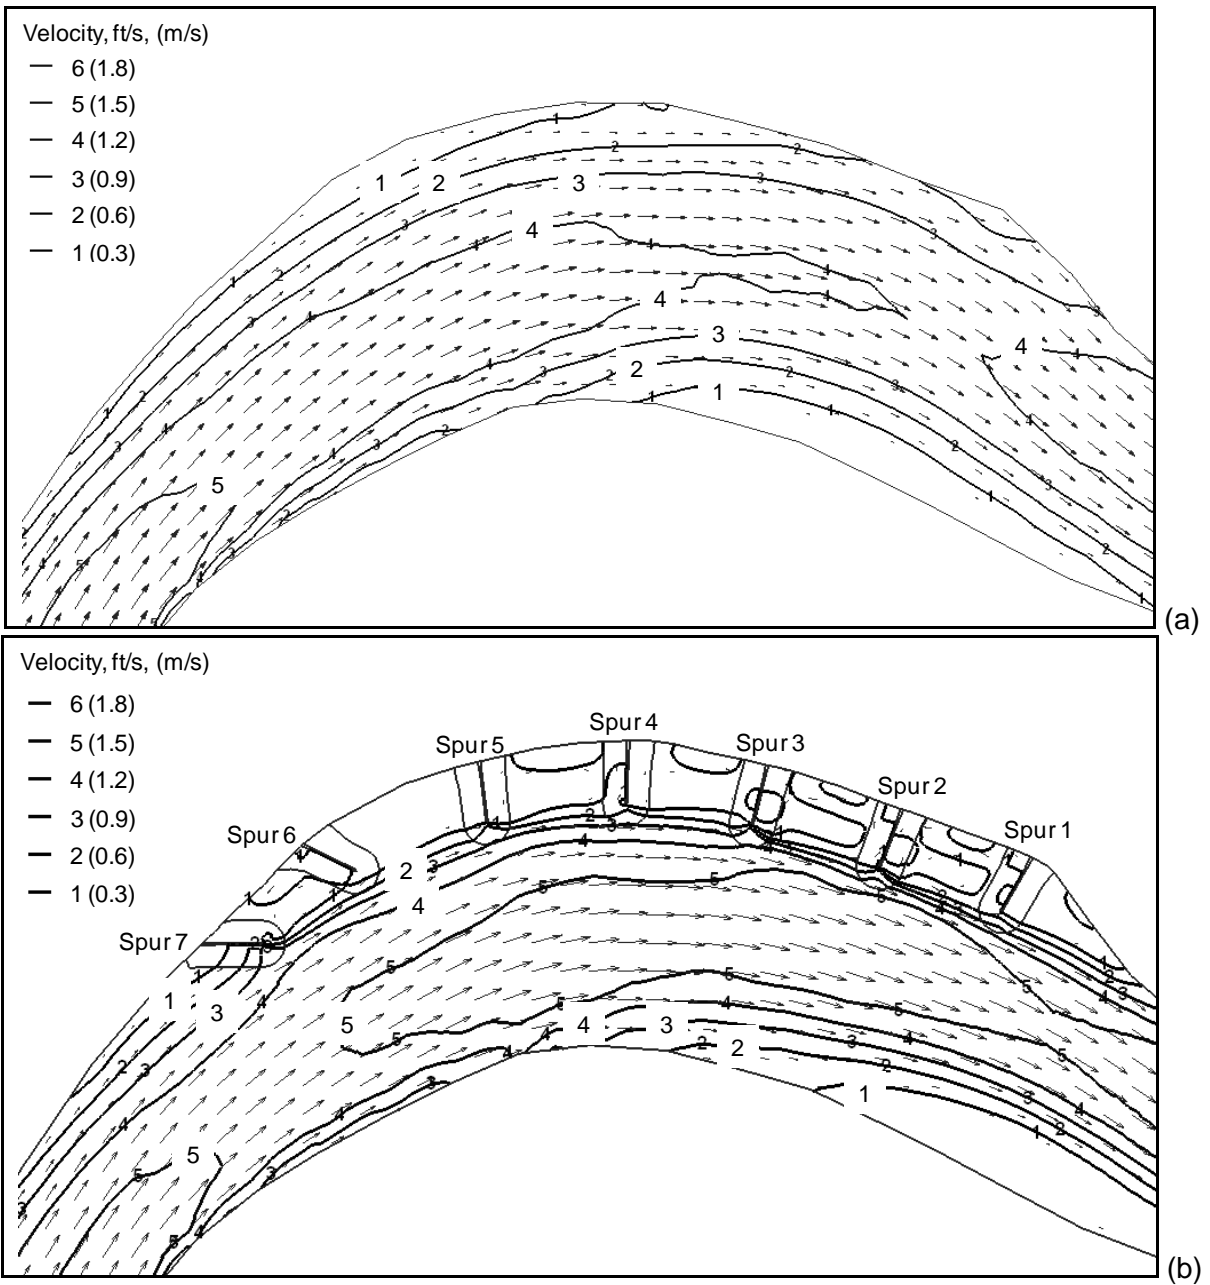 Velocity, ft/s, (m/s)
6 (1.8)
5 (1.5)
4 (1.2)
3 (0.9)
2 (0.6)
1 (0.3)
1
2
3
4
4
3
2
1
4
5
(a)
Velocity, ft/s, (m/s)
6 (1.8)
5 (1.5)
4 (1.2)
3 (0.9)
2 (0.6)
1 (0.3)
Spur 4
Spur 5
Spur 3
Spur 2
Spur 6
Spur 1
Spur 7
2
4
1
3
5
4
3
2
1
5
(b)